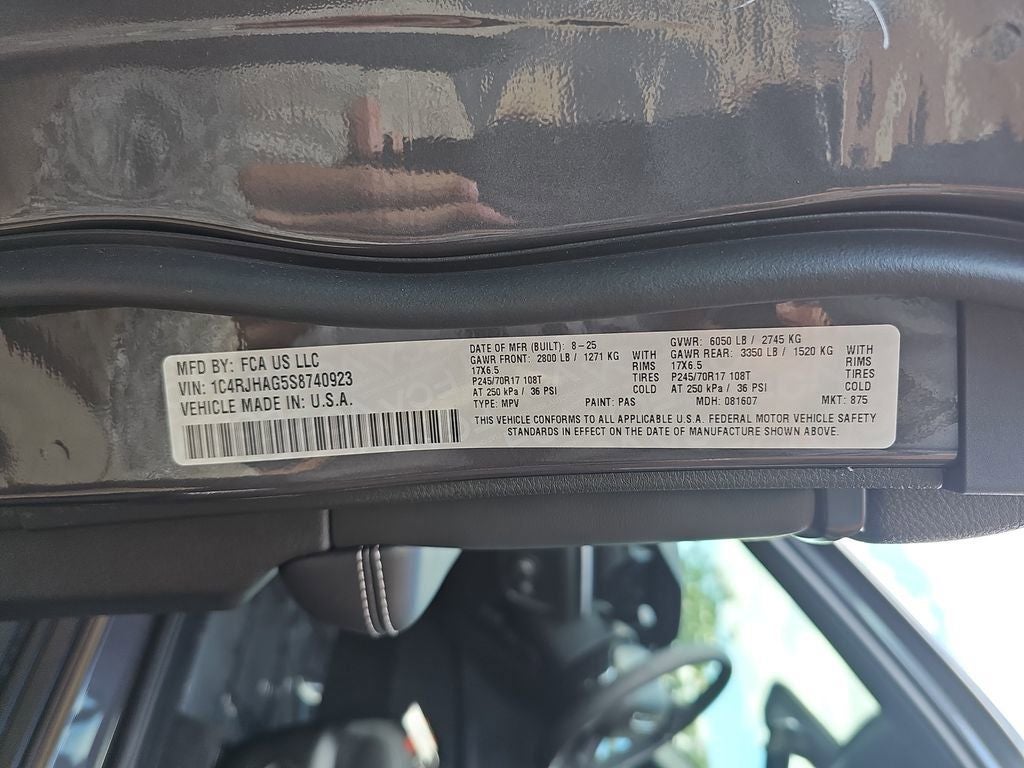 MFD BY: FCA US LLC
VIN: 1C4RJHAG5S8740923
VEHICLE MADE IN: U.S.A.
DATE OF MFR (BUILT): 8-25
GAWR FRONT: 2800 LB / 1271 KG WITH
17X6.5 RIMS
P245/70R17 108T TIRES
AT 250 kPa / 36 PSI COLD
TYPE: MPV PAINT: PAS
GVWR: 6050 LB / 2745 KG
GAWR REAR: 3350 LB / 1520 KG WITH
17X6.5 RIMS
P245/70R17 108T TIRES
AT 250 kPa / 36 PSI COLD
MDH: 081607 MKT: 875
THIS VEHICLE CONFORMS TO ALL APPLICABLE U.S.A. FEDERAL MOTOR VEHICLE SAFETY
STANDARDS IN EFFECT ON THE DATE OF MANUFACTURE SHOWN ABOVE.